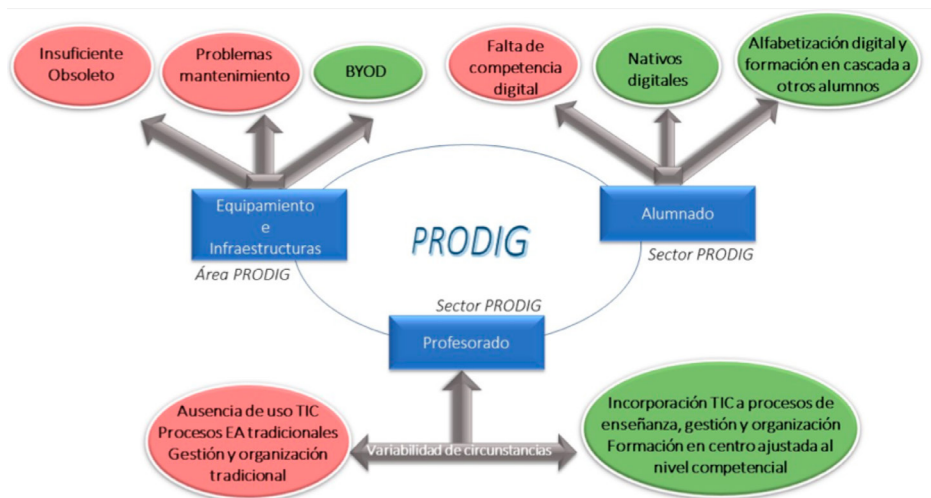 Insuficiente
Obsoleto
Problemas
mantenimiento
BYOD
Falta de
competencia
digital
Nativos
digitales
Alfabetización digital y
formación en cascada a
otros alumnos
Equipamiento
e
Infraestructuras
Área PRODIG
PRODIG
Alumnado
Sector PRODIG
Sector PRODIG
Profesorado
Ausencia de uso TIC
Procesos EA tradicionales
Gestión y organización
tradicional
Variabilidad de circunstancias
Incorporación TIC a procesos de
enseñanza, gestión y organización
Formación en centro ajustada al
nivel competencial